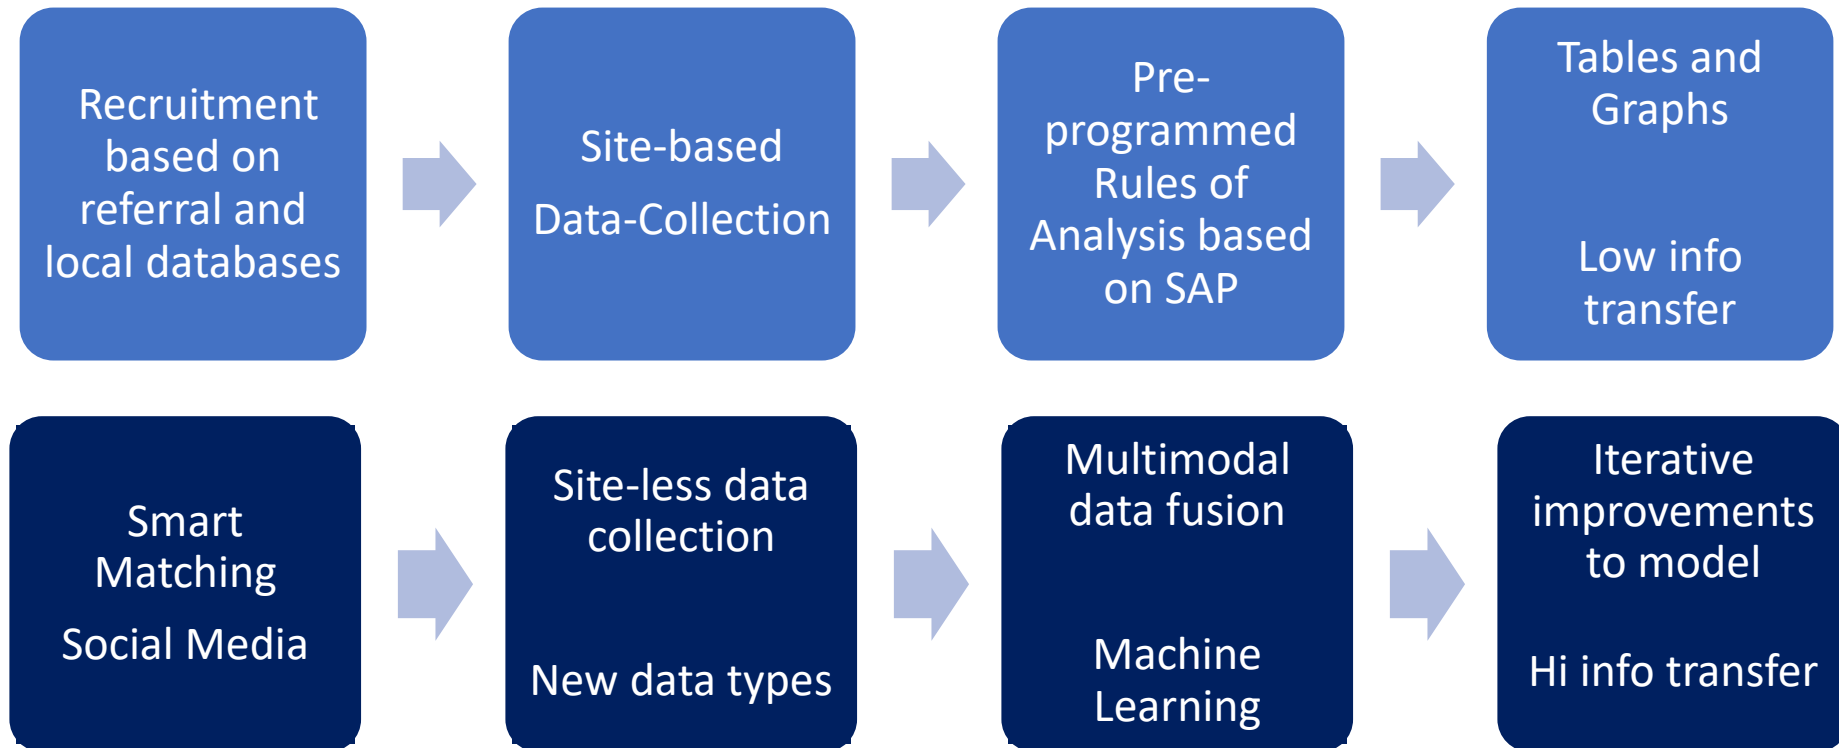 Recruitment
based on
referral and
local databases
Site-based
Data-Collection
Pre-
programmed
Rules of
Analysis based
on SAP
Tables and
Graphs
Low info
transfer
Smart
Matching
Social Media
Site-less data
collection
New data types
Multimodal
data fusion
Machine
Learning
Iterative
improvements
to model
Hi info transfer